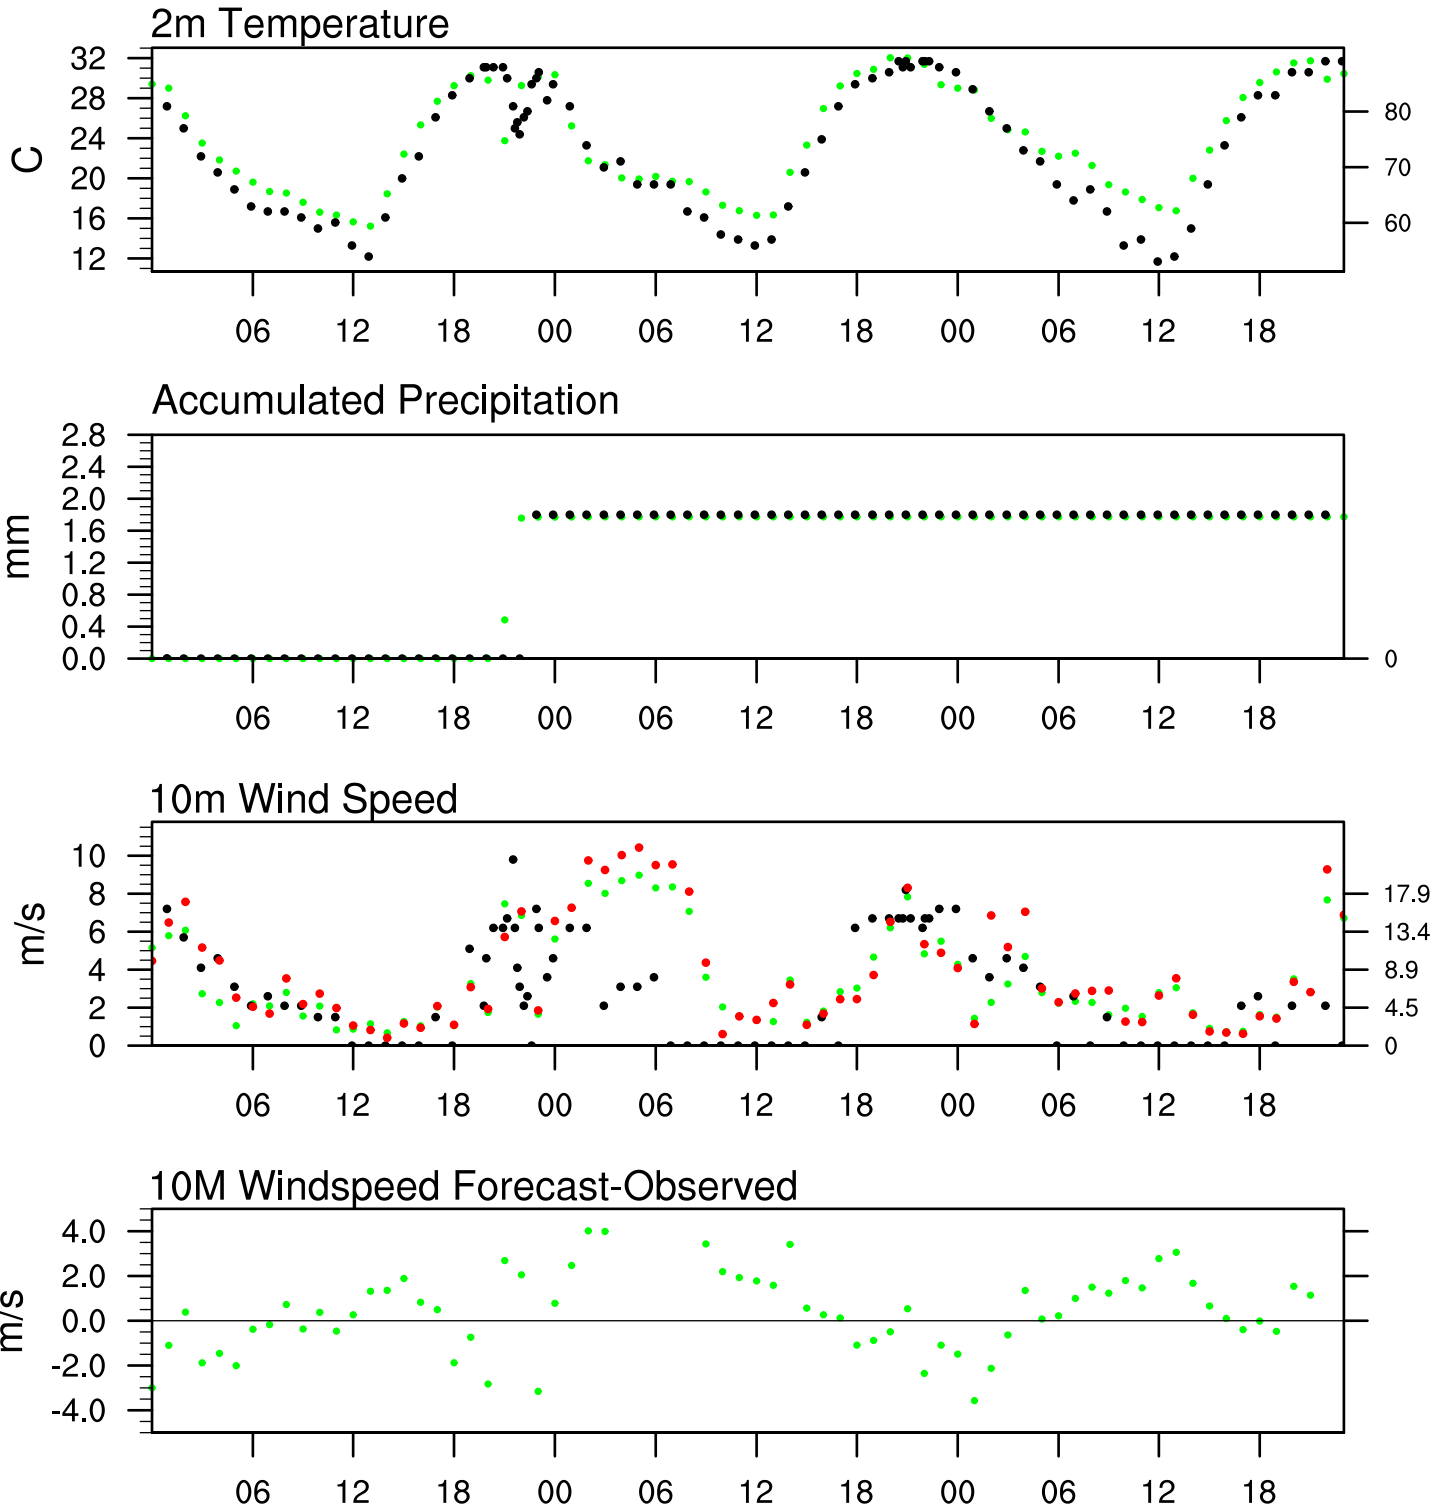 2m Temperature
32
28
24
20
16
12
C
80
70
60
06 12 18 00 06 12 18 00 06 12 18
Accumulated Precipitation
2.8
2.4
2.0
1.6
1.2
0.8
0.4
0.0
mm
0
06 12 18 00 06 12 18 00 06 12 18
10m Wind Speed
10
8
6
4
2
0
m/s
17.9
13.4
8.9
4.5
0
06 12 18 00 06 12 18 00 06 12 18
10M Windspeed Forecast-Observed
4.0
2.0
0.0
-2.0
-4.0
m/s
06 12 18 00 06 12 18 00 06 12 18